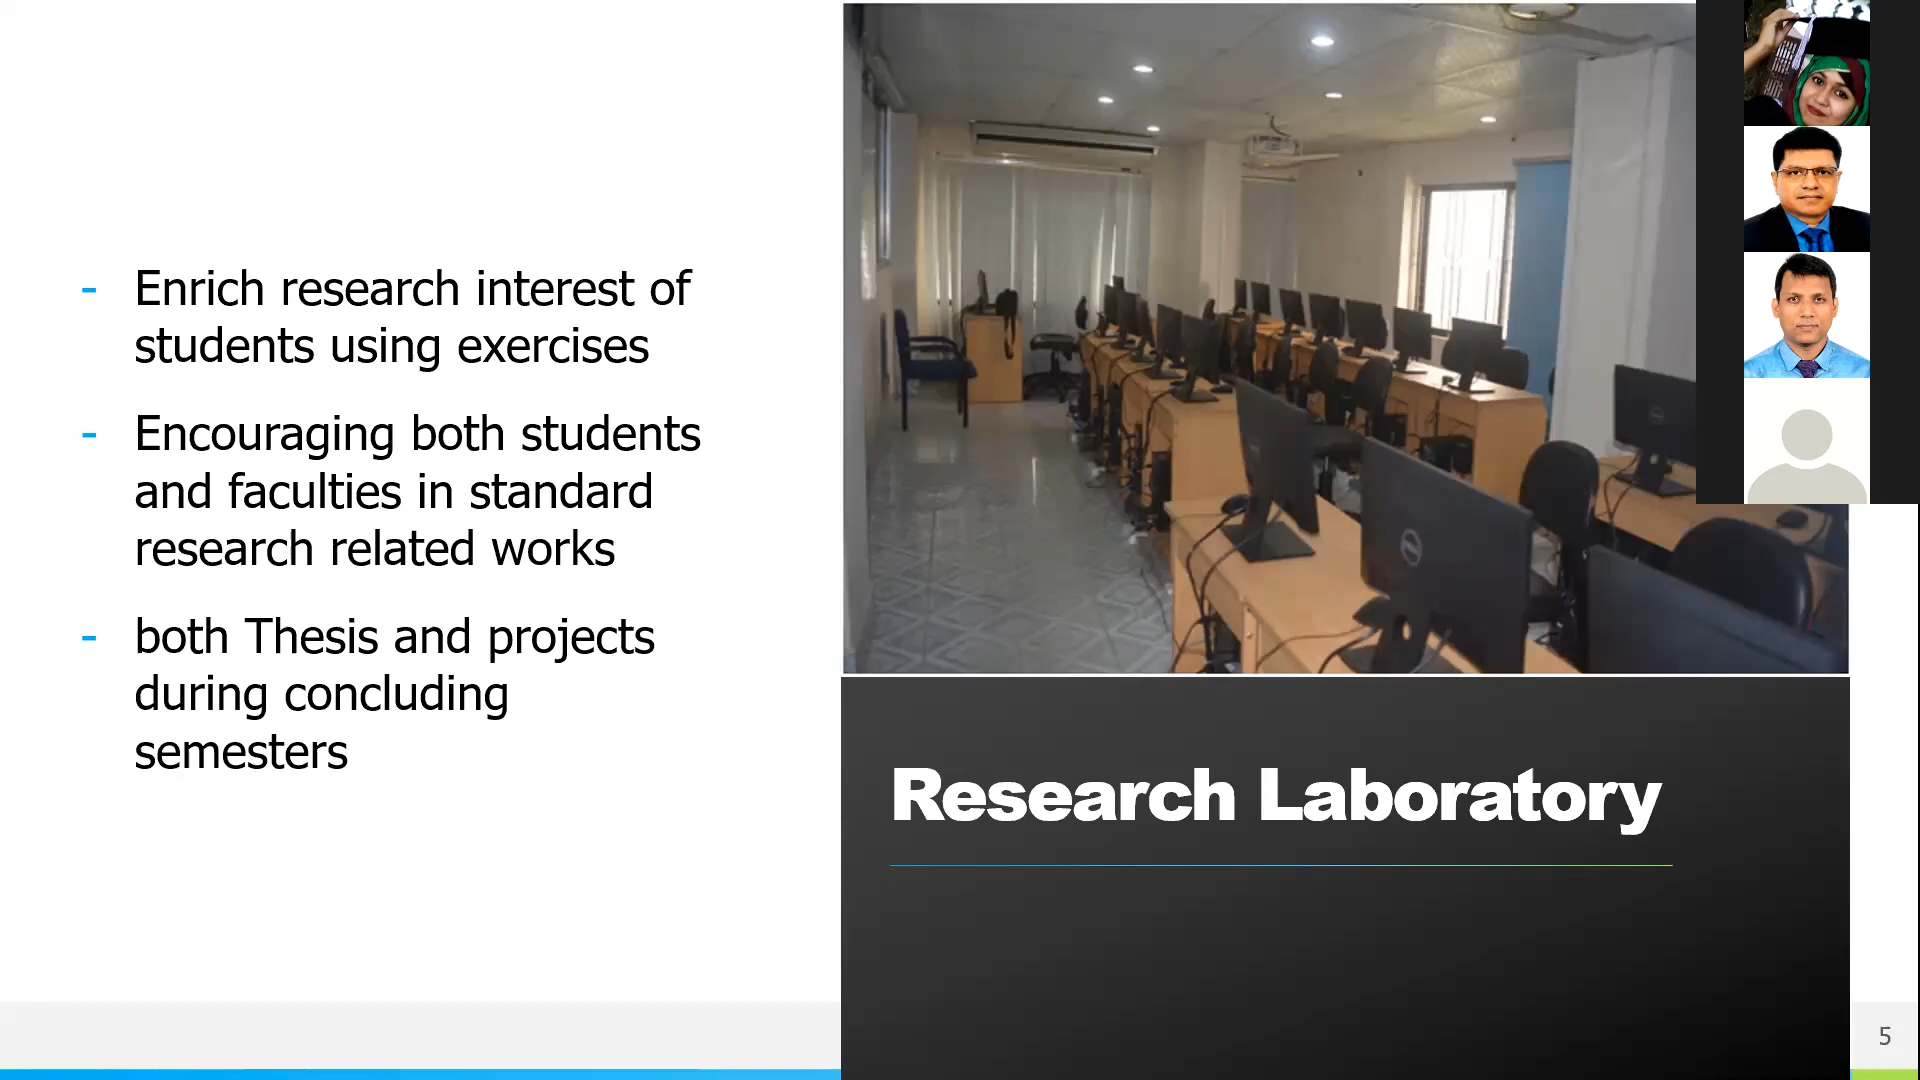 - Enrich research interest of
students using exercises
- Encouraging both students
and faculties in standard
research related works
- both Thesis and projects
during concluding
semesters
Research Laboratory
5